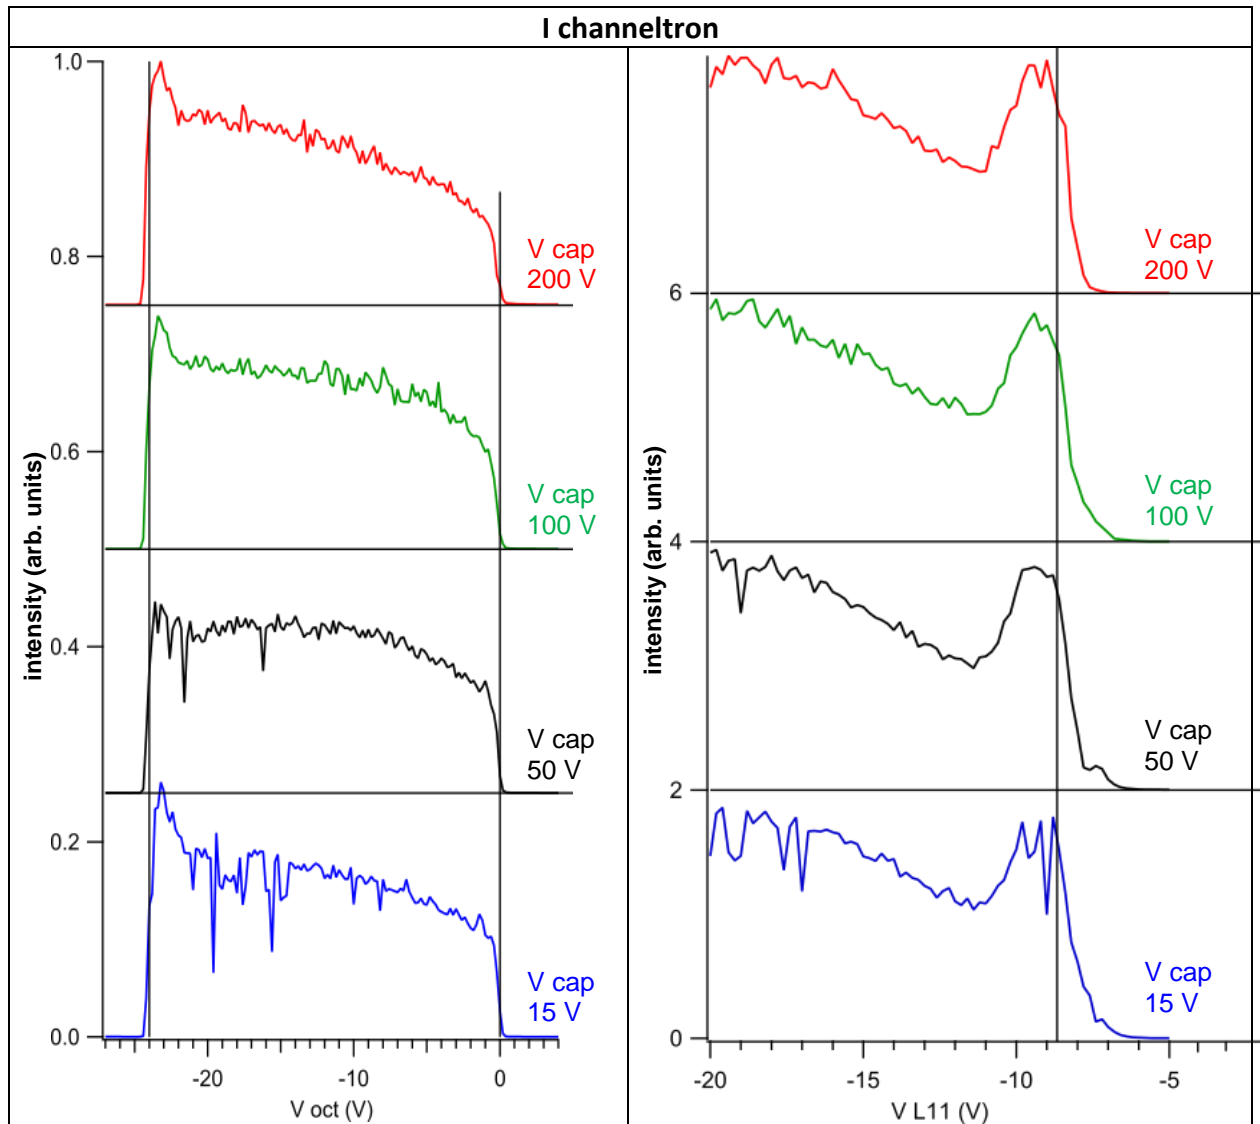 I channeltron
intensity (arb. units)
1.0
0.8
0.6
0.4
0.2
0.0
V cap
200 V
V cap
100 V
V cap
50 V
V cap
15 V
-20
-10
0
V oct (V)
intensity (arb. units)
6
4
2
0
V cap
200 V
V cap
100 V
V cap
50 V
V cap
15 V
-20
-15
-10
-5
V L11 (V)